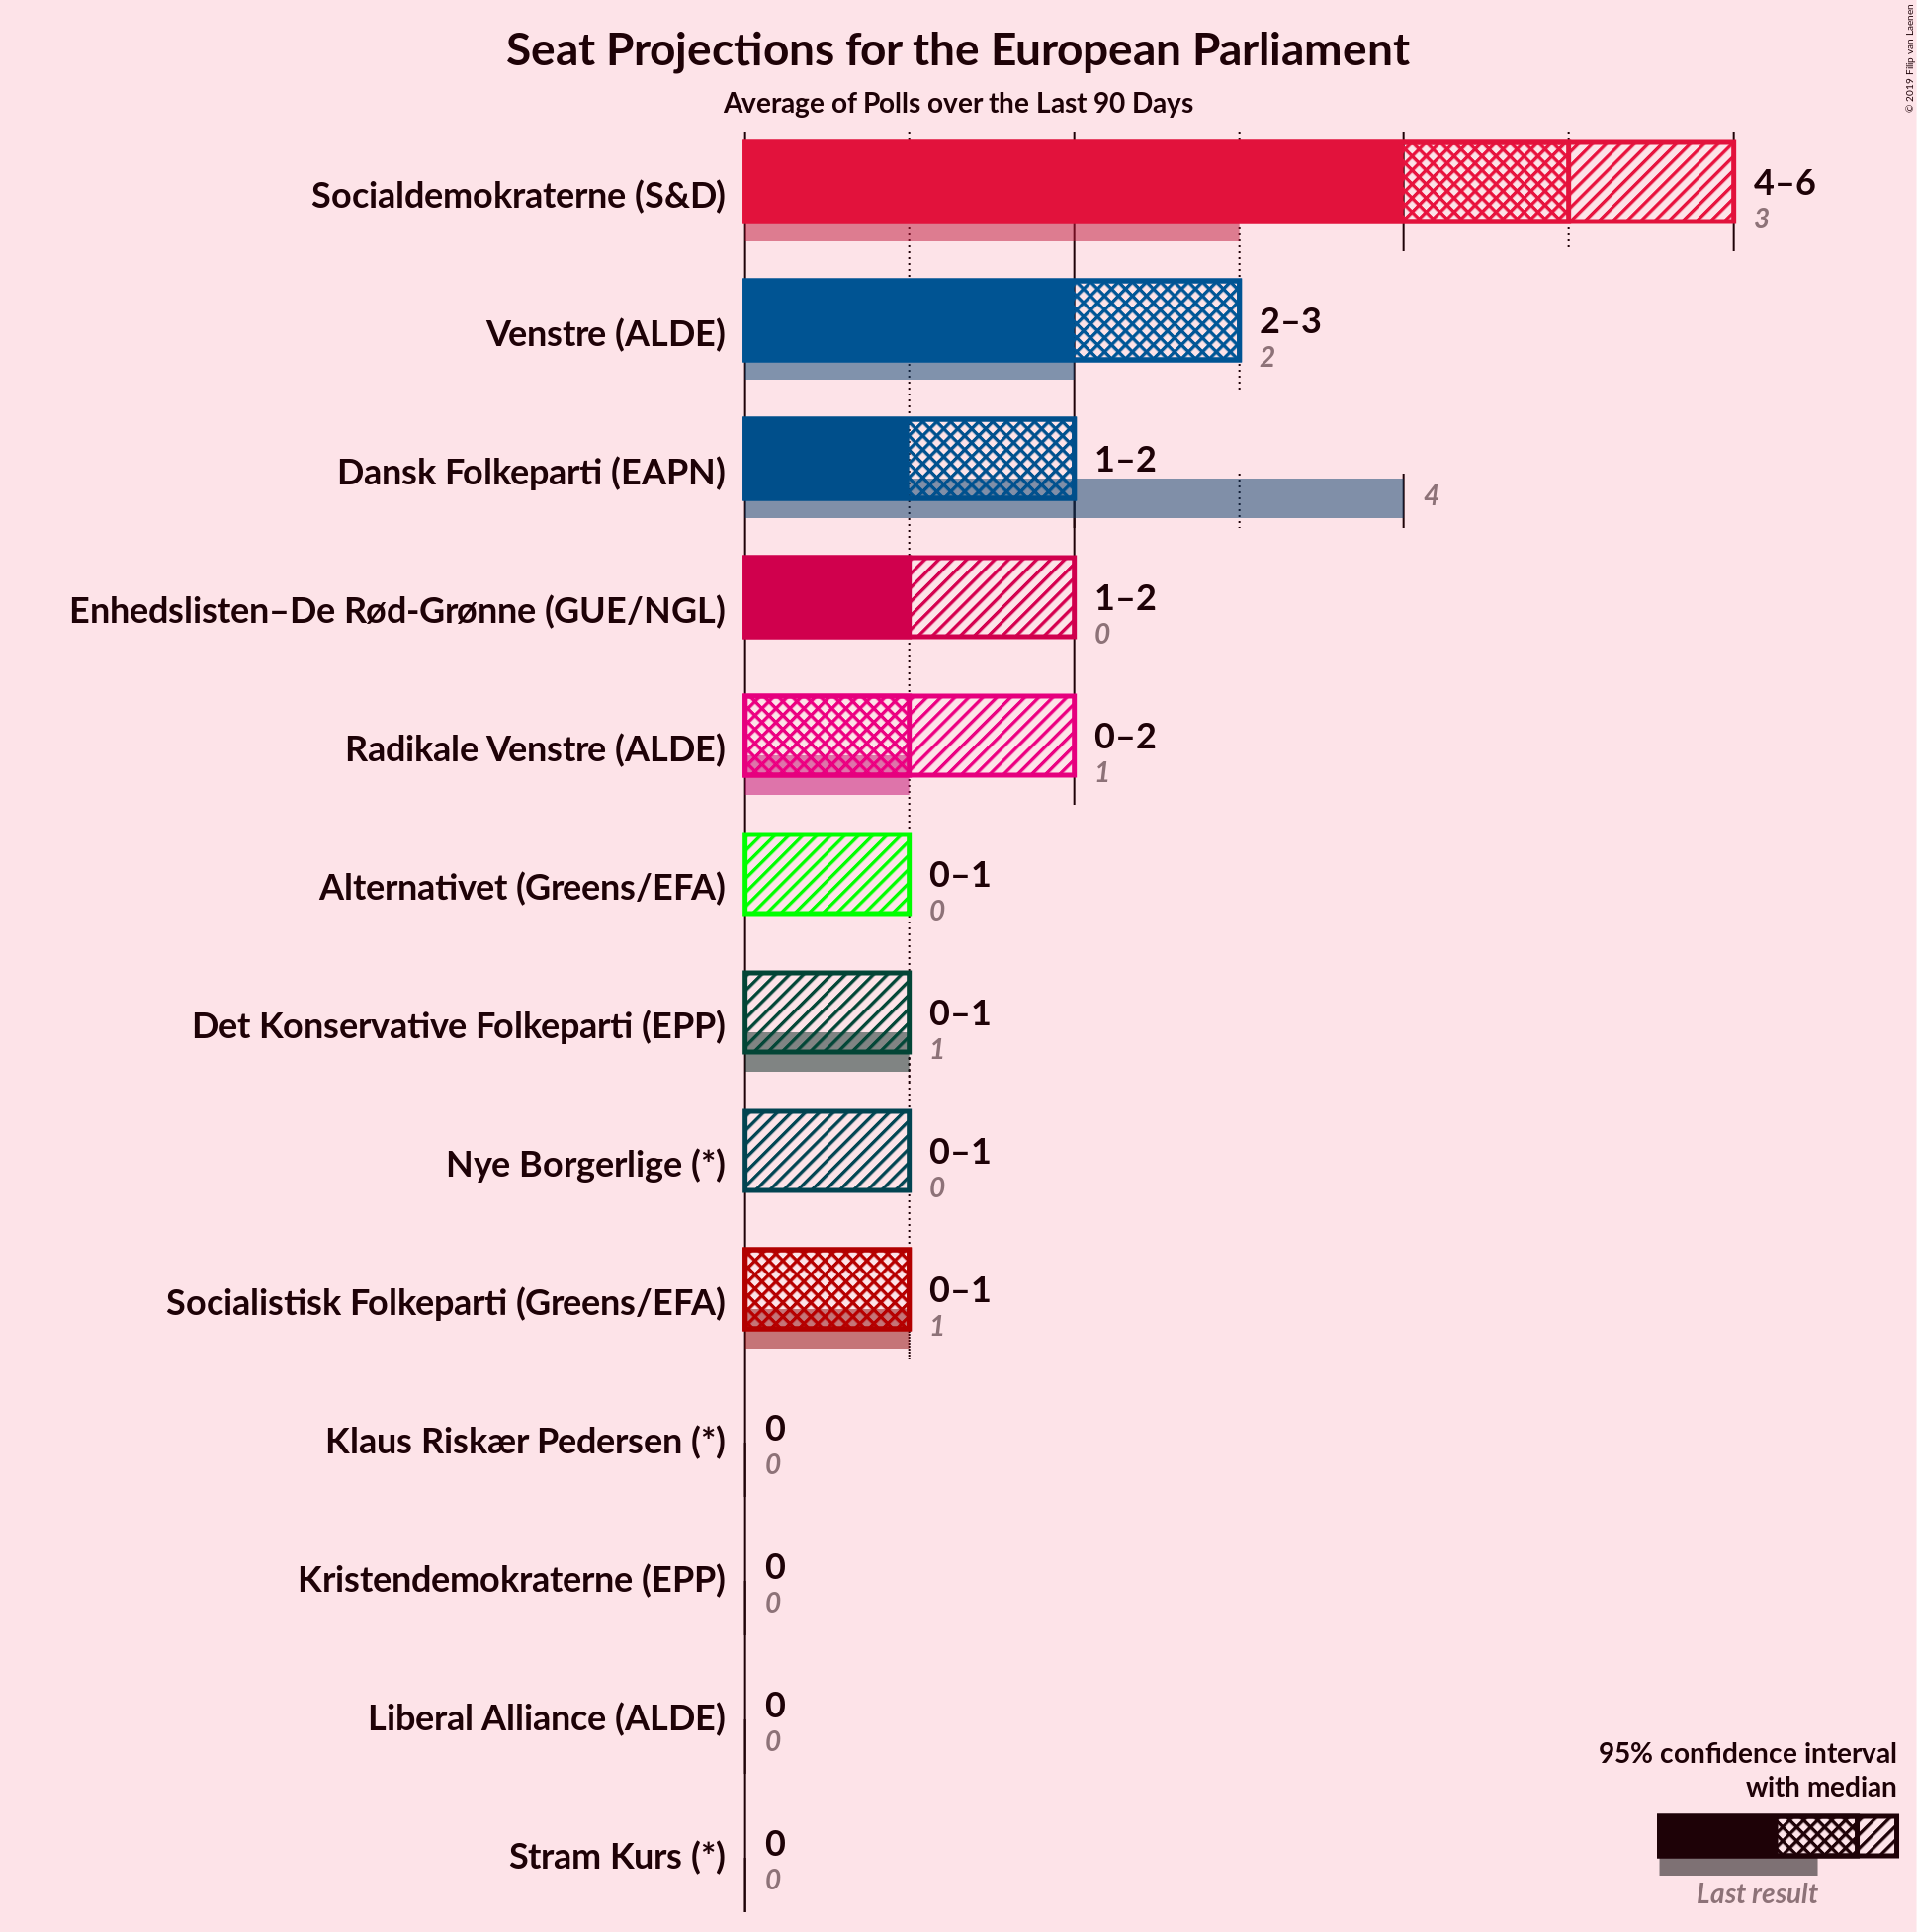 Seat Projections for the European Parliament
Average of Polls over the Last 90 Days
© 2019 Filip van Laenen
Socialdemokraterne (S&D)
4–6
3
Venstre (ALDE)
2–3
2
Dansk Folkeparti (EAPN)
1–2
4
Enhedslisten–De Rød-Grønne (GUE/NGL)
1–2
0
Radikale Venstre (ALDE)
0–2
1
Alternativet (Greens/EFA)
0–1
0
Det Konservative Folkeparti (EPP)
0–1
1
Nye Borgerlige (*)
0–1
0
Socialistisk Folkeparti (Greens/EFA)
0–1
1
Klaus Riskær Pedersen (*)
0
0
Kristendemokraterne (EPP)
0
0
Liberal Alliance (ALDE)
0
0
Stram Kurs (*)
0
0
95% confidence interval
with median
Last result